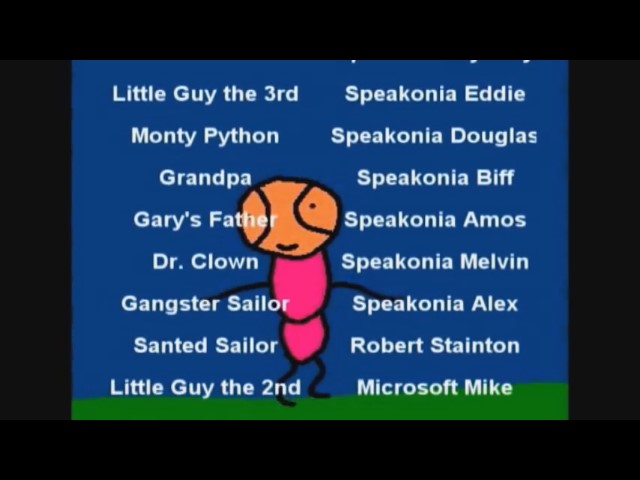 Little Guy the 3rd Speakonia Eddie
Monty Python Speakonia Douglas
Grandpa Speakonia Biff
Gary's Father Speakonia Amos
Dr. Clown Speakonia Melvin
Gangster Sailor Speakonia Alex
Santed Sailor Robert Stainton
Little Guy the 2nd Microsoft Mike